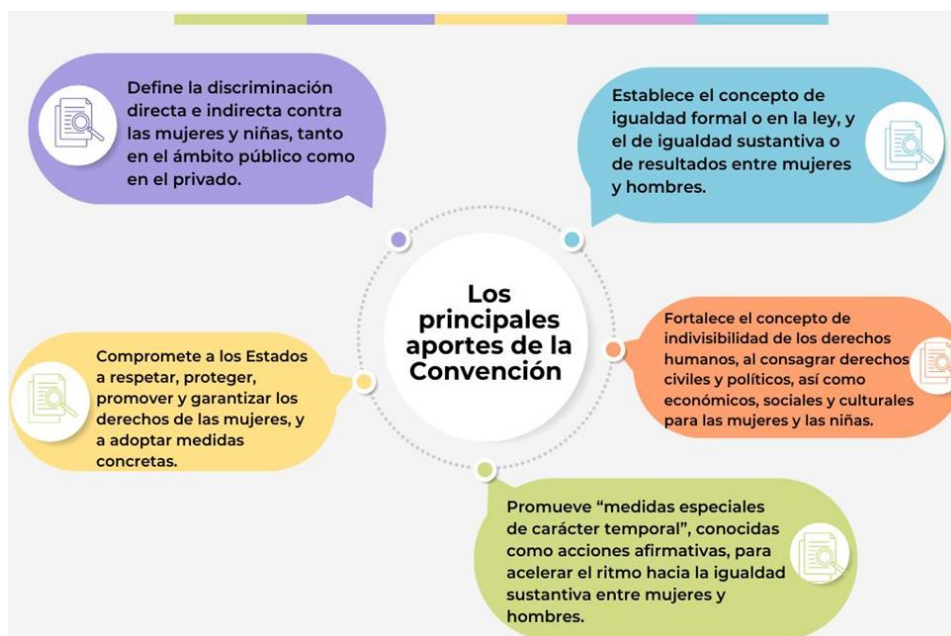 Define la discriminación
directa e indirecta contra
las mujeres y niñas, tanto
en el ámbito público como
en el privado.
Establece el concepto de
igualdad formal o en la ley, y
el de igualdad sustantiva o
de resultados entre mujeres
y hombres.
Los
principales
aportes de la
Convención
Compromete a los Estados
a respetar, proteger,
promover y garantizar los
derechos de las mujeres, y
a adoptar medidas
concretas.
Fortalece el concepto de
indivisibilidad de los derechos
humanos, al consagrar derechos
civiles y políticos, así como
económicos, sociales y culturales
para las mujeres y las niñas.
Promueve “medidas especiales
de carácter temporal”, conocidas
como acciones afirmativas, para
acelerar el ritmo hacia la igualdad
sustantiva entre mujeres y
hombres.